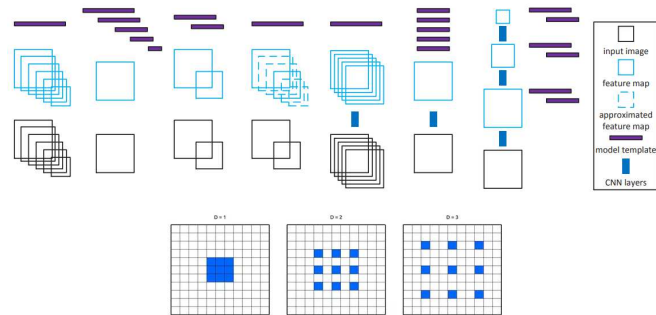 input image
feature map
approximated
feature map
model template
CNN layers
D = 1
D = 2
D = 3